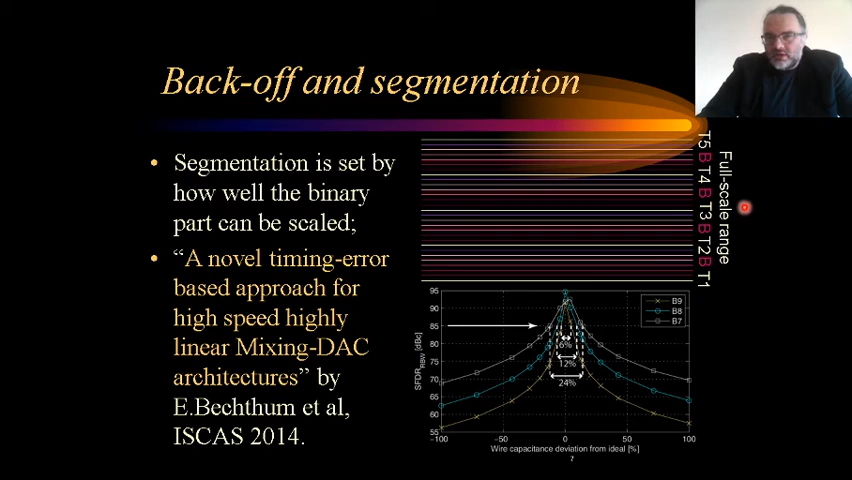 Back-off and segmentation
• Segmentation is set by
how well the binary
part can be scaled;
• “A novel timing-error
based approach for
high speed highly
linear Mixing-DAC
architectures” by
E.Bechthum et al,
ISCAS 2014.
T5 B T4 B T3 B T2 B T1
Full-scale range
SFDR RBW [dBc]
95
90
85
80
75
70
65
60
55
B9
B8
B7
6%
12%
24%
-100 -50 0 50 100
Wire capacitance deviation from ideal [%]
7